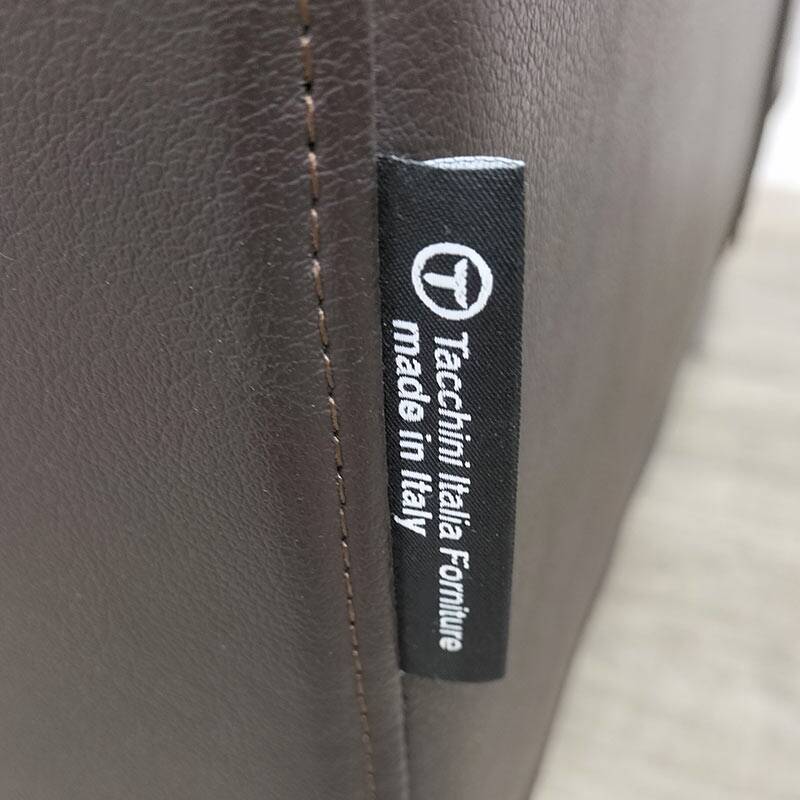 T
Tacchini Italia Forniture
made in Italy